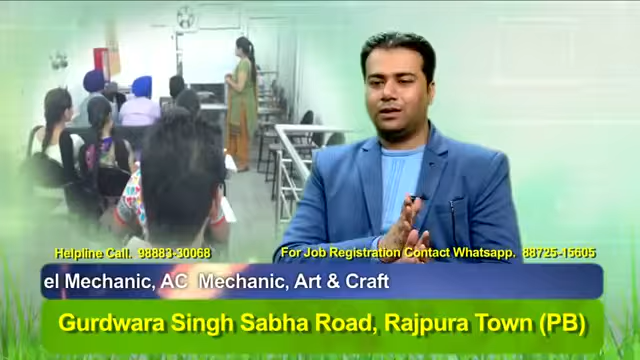 Helpline Call. 98883-30068
For Job Registration Contact Whatsapp. 88725-15605
el Mechanic, AC Mechanic, Art & Craft
Gurdwara Singh Sabha Road, Rajpura Town (PB)